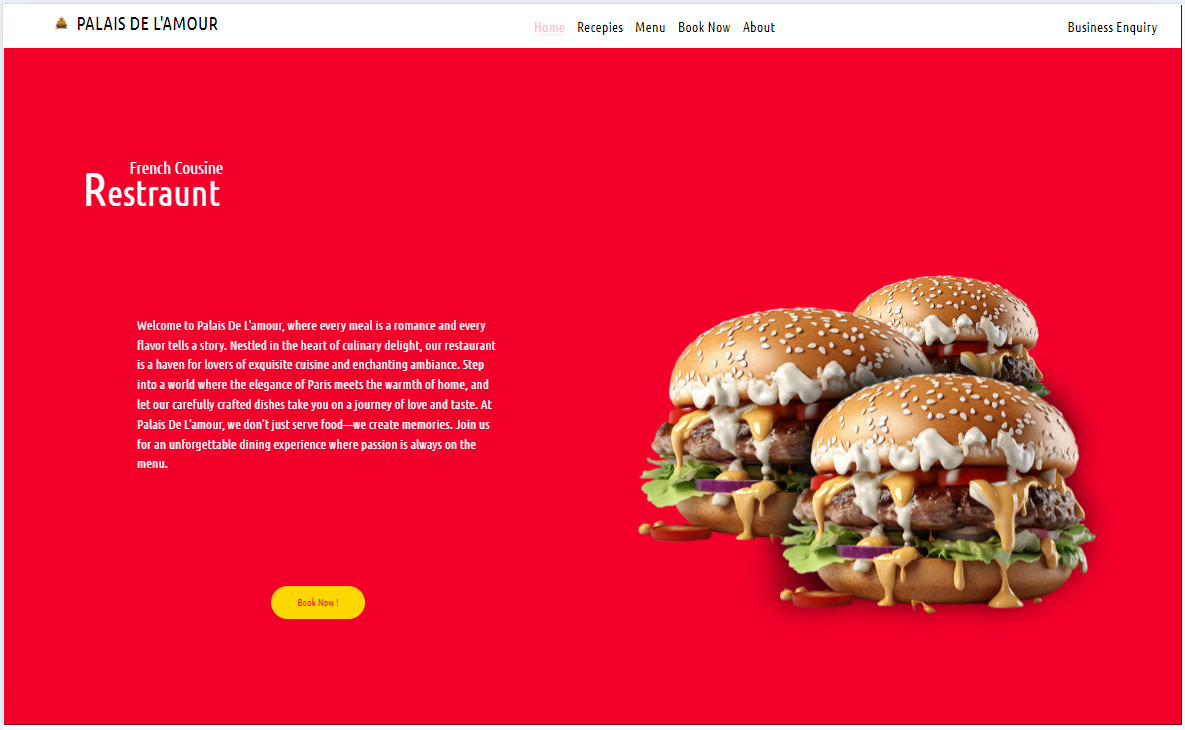 PALAIS DE L'AMOUR
Home Recepies Menu Book Now About
Business Enquiry
French Cousine
Restraunt
Welcome to Palais De L'amour, where every meal is a romance and every
flavor tells a story. Nestled in the heart of culinary delight, our restaurant
is a haven for lovers of exquisite cuisine and enchanting ambiance. Step
into a world where the elegance of Paris meets the warmth of home, and
let our carefully crafted dishes take you on a journey of love and taste. At
Palais De L'amour, we don't just serve food—we create memories. Join us
for an unforgettable dining experience where passion is always on the
menu.
Book Now !